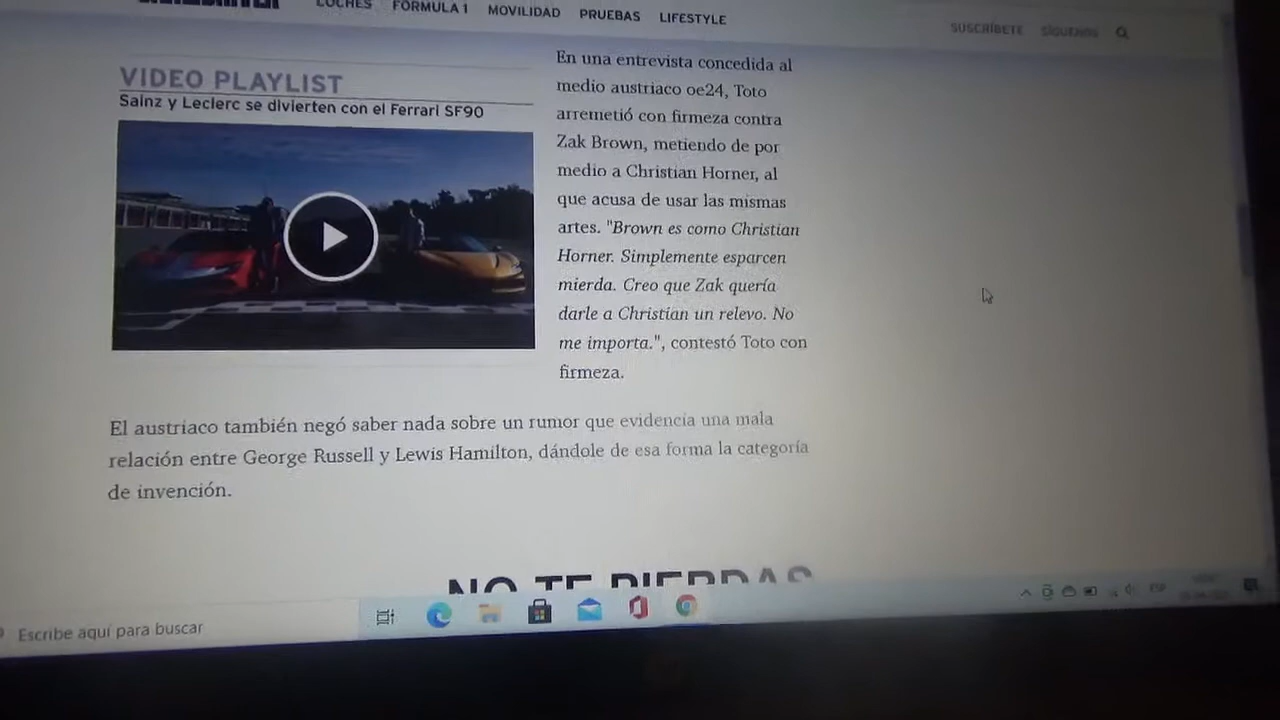 COCHES FÓRMULA 1 MOVILIDAD PRUEBAS LIFESTYLE
SUSCRÍBETE SÍGUENOS
VIDEO PLAYLIST
Sainz y Leclerc se divierten con el Ferrari SF90
En una entrevista concedida al
medio austriaco oe24, Toto
arremetió con firmeza contra
Zak Brown, metiendo de por
medio a Christian Horner, al
que acusa de usar las mismas
artes. "Brown es como Christian
Horner. Simplemente esparcen
mierda. Creo que Zak quería
darle a Christian un relevo. No
me importa.", contestó Toto con
firmeza.
El austriaco también negó saber nada sobre un rumor que evidencia una mala
relación entre George Russell y Lewis Hamilton, dándole de esa forma la categoría
de invención.
NO TE PIERDAS
Escribe aquí para buscar
ESP